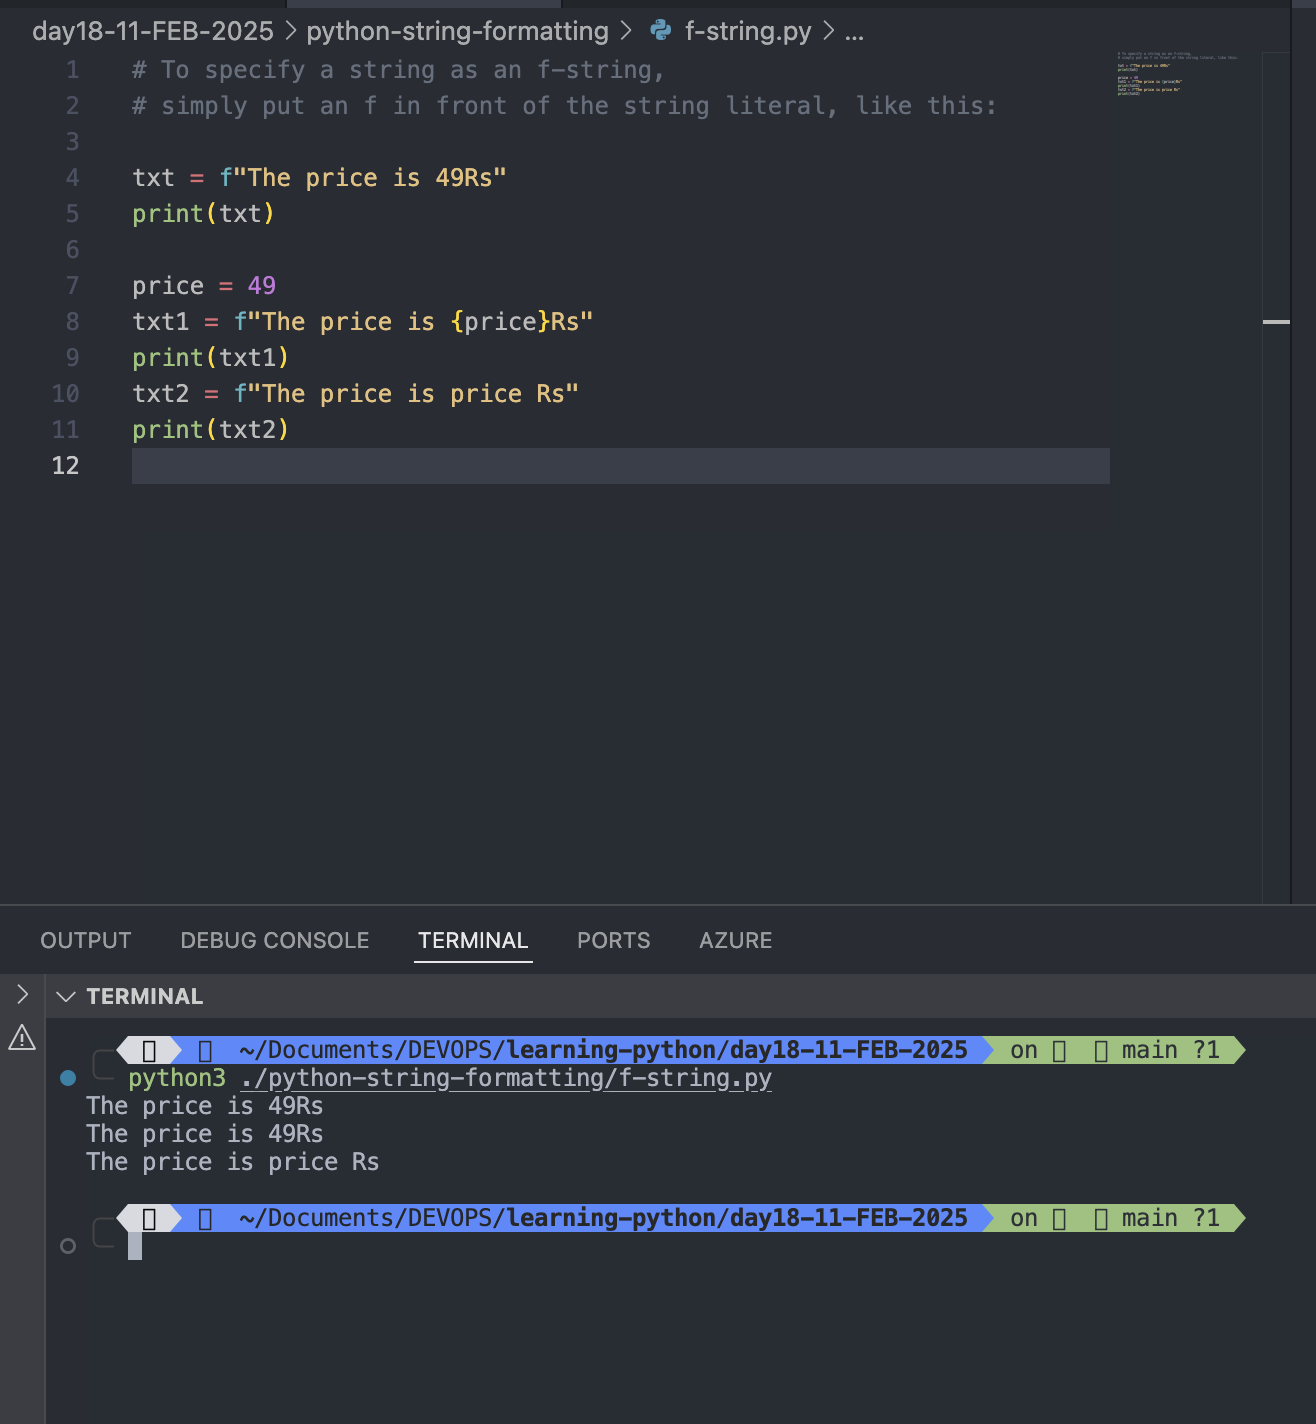 day18-11-FEB-2025 > python-string-formatting > f-string.py > ...
1 # To specify a string as an f-string,
2 # simply put an f in front of the string literal, like this:
3
4 txt = f"The price is 49Rs"
5 print(txt)
6
7 price = 49
8 txt1 = f"The price is {price}Rs"
9 print(txt1)
10 txt2 = f"The price is price Rs"
11 print(txt2)
12
OUTPUT DEBUG CONSOLE TERMINAL PORTS AZURE
TERMINAL
~/Documents/DEVOPS/learning-python/day18-11-FEB-2025 on main ?1
python3 ./python-string-formatting/f-string.py
The price is 49Rs
The price is 49Rs
The price is price Rs
~/Documents/DEVOPS/learning-python/day18-11-FEB-2025 on main ?1